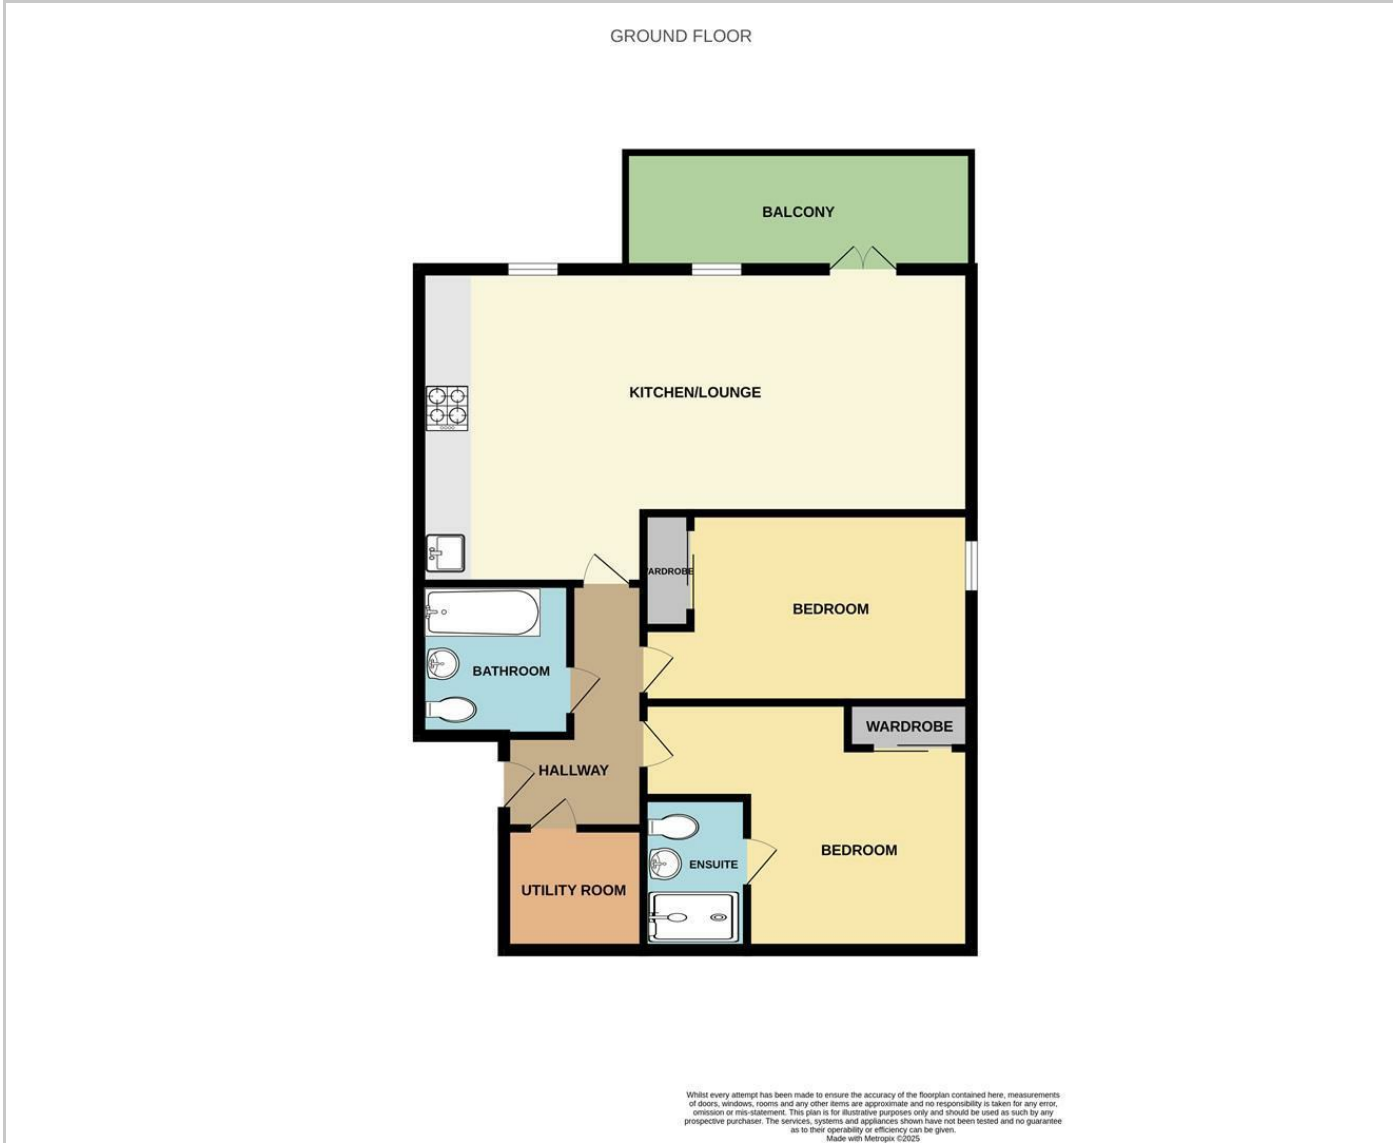 GROUND FLOOR
BALCONY
KITCHEN/LOUNGE
WARDROBE
BEDROOM
BATHROOM
WARDROBE
HALLWAY
BEDROOM
ENSUITE
UTILITY ROOM
Whilst every attempt has been made to ensure the accuracy of the floorplan contained here, measurements
of doors, windows, rooms and any other items are approximate and no responsibility is taken for any error,
omission or mis-statement. This plan is for illustrative purposes only and should be used as such by any
prospective purchaser. The services, systems and appliances shown have not been tested and no guarantee
as to their operability or efficiency can be given.
Made with Metropix ©2025